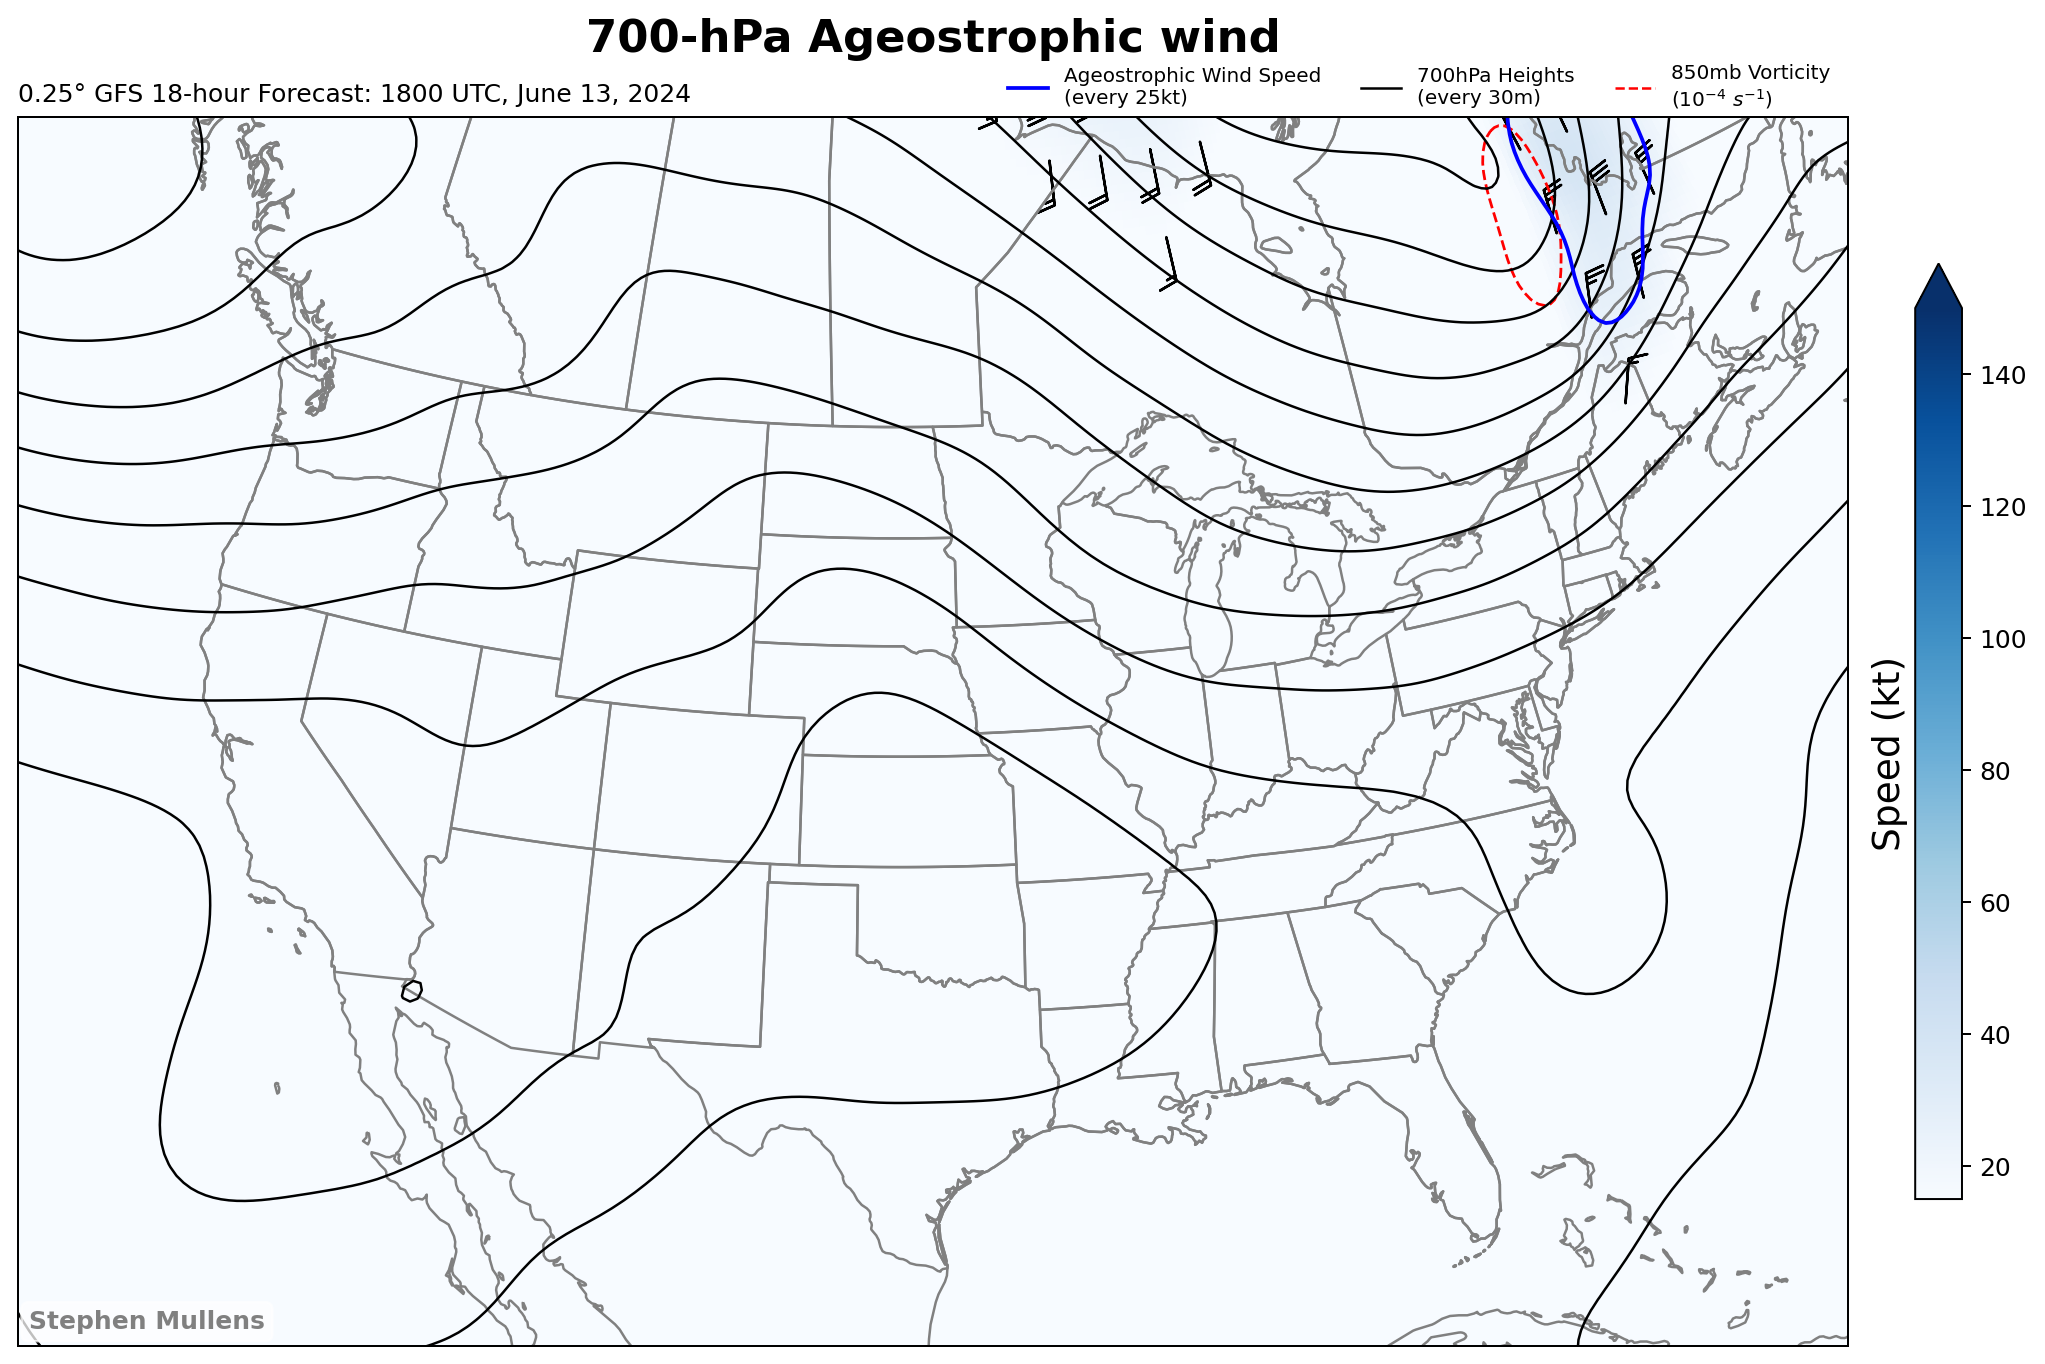 700-hPa Ageostrophic wind
0.25° GFS 18-hour Forecast: 1800 UTC, June 13, 2024
Ageostrophic Wind Speed
(every 25kt)
700hPa Heights
(every 30m)
850mb Vorticity
(10⁻⁴ s⁻¹)
140
120
100
80
60
40
20
Speed (kt)
Stephen Mullens